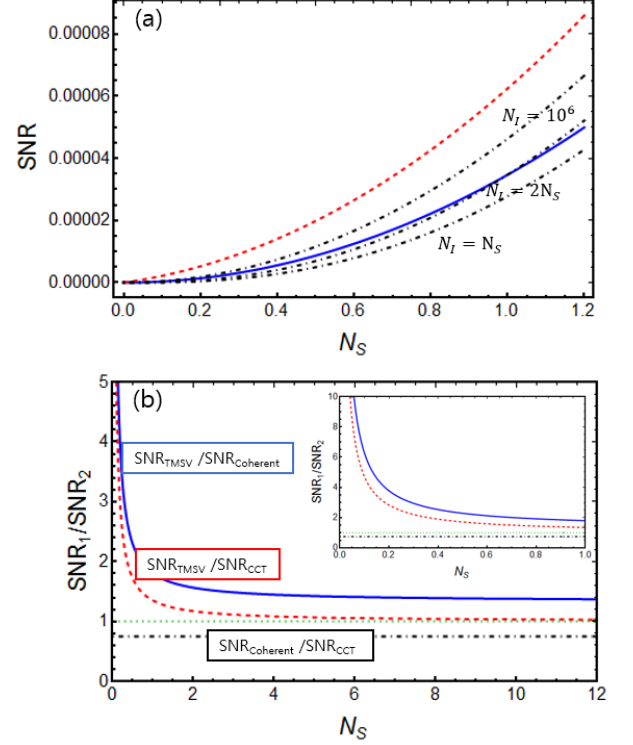 (a)
SNR
0.00008
0.00006
0.00004
0.00002
0.00000
N_I = 10^6
N_I = 2N_S
N_I = N_S
0.0 0.2 0.4 0.6 0.8 1.0 1.2
N_S
(b)
SNR_1/SNR_2
5
4
3
2
1
0
SNR_TMSV /SNR_Coherent
SNR_TMSV /SNR_CCT
SNR_Coherent /SNR_CCT
SNR_1/SNR_2
10
8
6
4
2
0
0.0 0.2 0.4 0.6 0.8 1.0
N_S
0 2 4 6 8 10 12
N_S